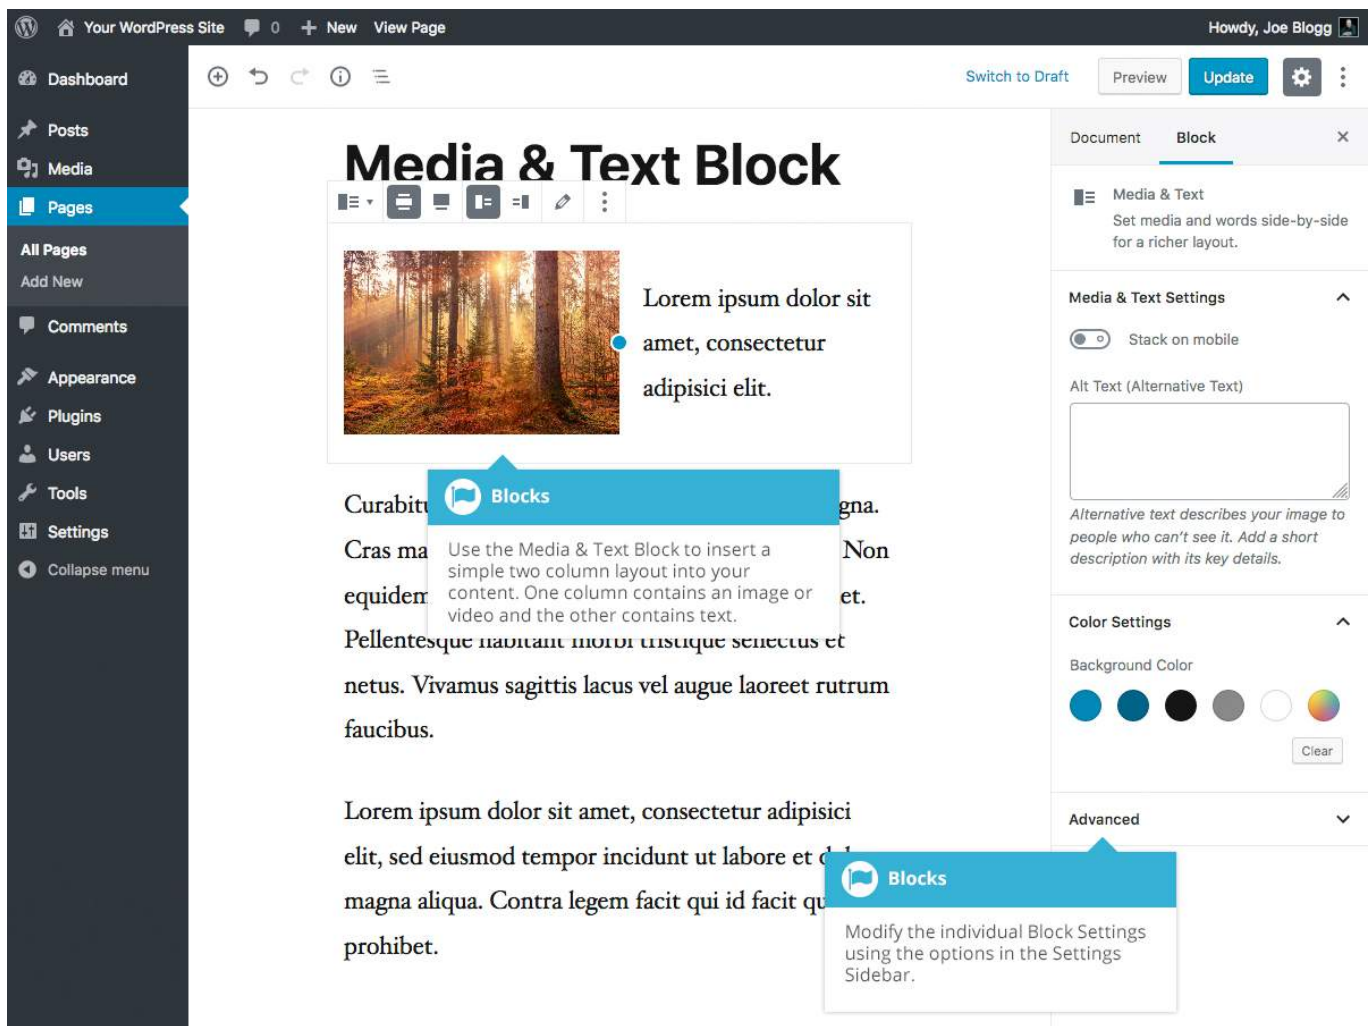 Your WordPress Site 0 New View Page Howdy, Joe Blogg
Dashboard
Posts
Media
Pages
All Pages
Add New
Comments
Appearance
Plugins
Users
Tools
Settings
Collapse menu
Switch to Draft Preview Update
Media & Text Block
Lorem ipsum dolor sit
amet, consectetur
adipisici elit.
Blocks
Use the Media & Text Block to insert a
simple two column layout into your
content. One column contains an image or
video and the other contains text.
gna.
Cras Non
equidem et.
Pellentesque habitant morbi tristique senectus et
netus. Vivamus sagittis lacus vel augue laoreet rutrum
faucibus.
Lorem ipsum dolor sit amet, consectetur adipisici
elit, sed eiusmod tempor incidunt ut labore et
magna aliqua. Contra legem facit qui id facit
prohibet.
Document Block
Media & Text
Set media and words side-by-side
for a richer layout.
Media & Text Settings
Stack on mobile
Alt Text (Alternative Text)
Alternative text describes your image to
people who can't see it. Add a short
description with its key details.
Color Settings
Background Color
Clear
Advanced
Blocks
Modify the individual Block Settings
using the options in the Settings
Sidebar.